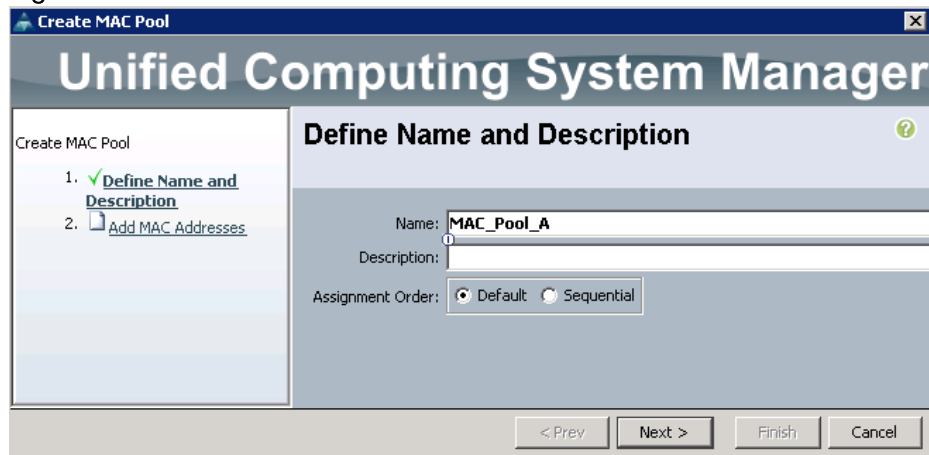 Create MAC Pool
Unified Computing System Manager
Create MAC Pool
1. Define Name and
Description
2. Add MAC Addresses
Define Name and Description
Name: MAC_Pool_A
Description:
Assignment Order: Default Sequential
< Prev Next > Finish Cancel